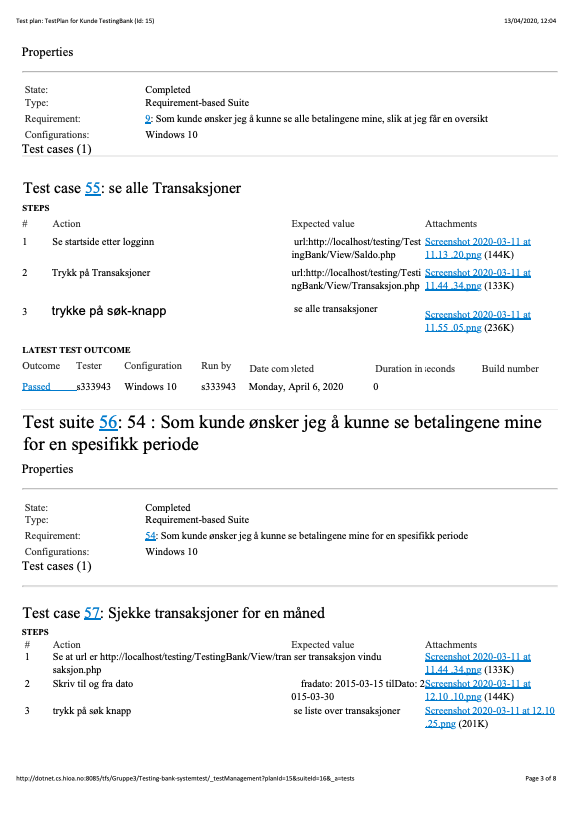 Test plan: TestPlan for Kunde TestingBank (Id: 15) 13/04/2020, 12:04
Properties
State: Completed
Type: Requirement-based Suite
Requirement: 9: Som kunde ønsker jeg å kunne se alle betalingene mine, slik at jeg får en oversikt
Configurations: Windows 10
Test cases (1)
Test case 55: se alle Transaksjoner
STEPS
# Action Expected value Attachments
1 Se startside etter logginn url:http://localhost/testing/Test Screenshot 2020-03-11 at
ingBank/View/Saldo.php 11.13 .20.png (144K)
2 Trykk på Transaksjoner url:http://localhost/testing/Testi Screenshot 2020-03-11 at
ngBank/View/Transaksjon.php 11.44 .34.png (133K)
3 trykke på søk-knapp se alle transaksjoner Screenshot 2020-03-11 at
11.55 .05.png (236K)
LATEST TEST OUTCOME
Outcome Tester Configuration Run by Date completed Duration in seconds Build number
Passed s333943 Windows 10 s333943 Monday, April 6, 2020 0
Test suite 56: 54 : Som kunde ønsker jeg å kunne se betalingene mine
for en spesifikk periode
Properties
State: Completed
Type: Requirement-based Suite
Requirement: 54: Som kunde ønsker jeg å kunne se betalingene mine for en spesifikk periode
Configurations: Windows 10
Test cases (1)
Test case 57: Sjekke transaksjoner for en måned
STEPS
# Action Expected value Attachments
1 Se at url er http://localhost/testing/TestingBank/View/tran ser transaksjon vindu Screenshot 2020-03-11 at
saksjon.php 11.44 .34.png (133K)
2 Skriv til og fra dato fradato: 2015-03-15 tilDato: 2 Screenshot 2020-03-11 at
015-03-30 12.10 .10.png (144K)
3 trykk på søk knapp se liste over transaksjoner Screenshot 2020-03-11 at 12.10
.25.png (201K)
http://dotnet.cs.hioa.no:8085/tfs/Gruppe3/Testing-bank-systemtest/_testManagement?planId=15&suiteId=16&_a=tests Page 3 of 8